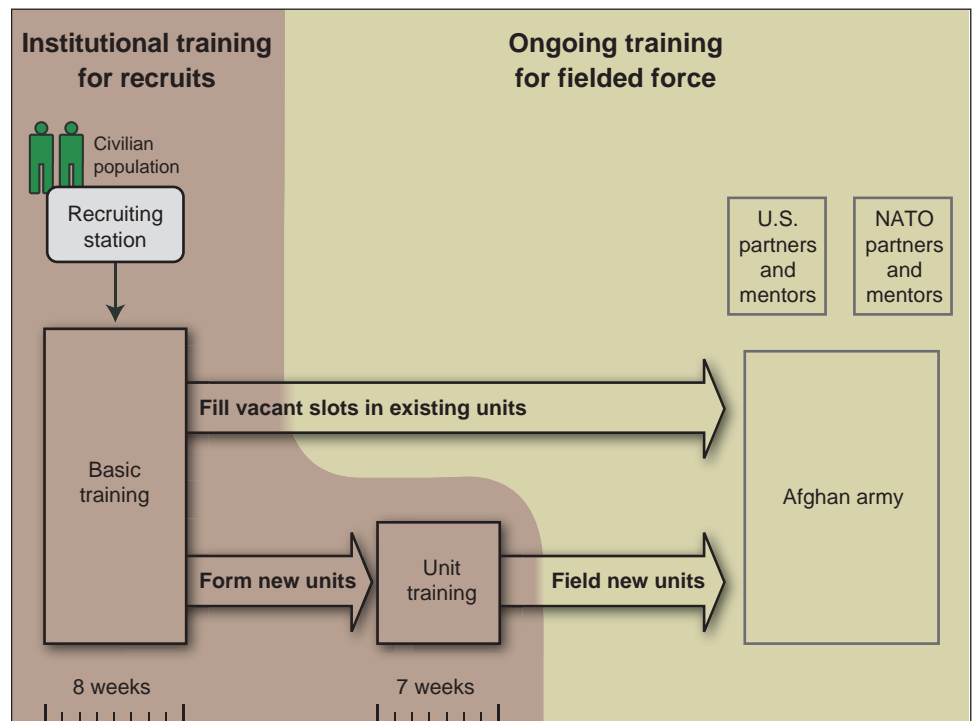 Institutional training
for recruits
Ongoing training
for fielded force
Civilian
population
Recruiting
station
U.S.
partners
and
mentors
NATO
partners
and
mentors
Fill vacant slots in existing units
Basic
training
Afghan army
Form new units
Unit
training
Field new units
8 weeks
7 weeks